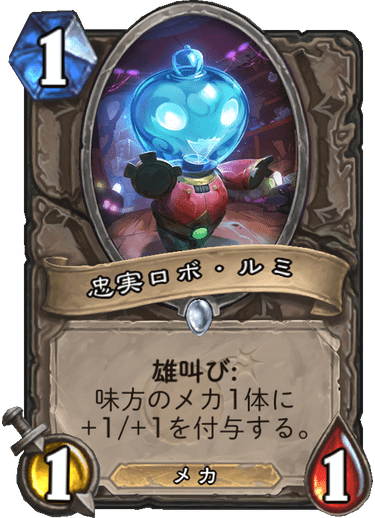 1
忠実ロボ・ルミ
雄叫び:
味方のメカ1体に
+1/+1を付与する。
1
メカ
1